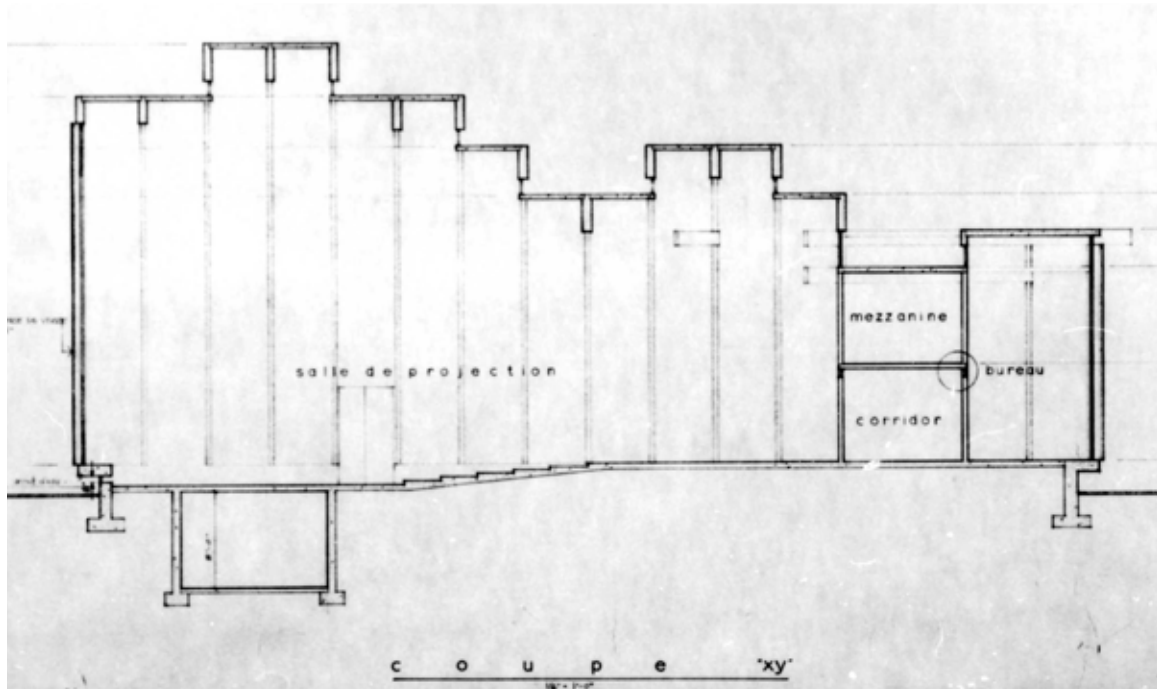 mezzanine
salle de projection
bureau
corridor
coupe "xy"